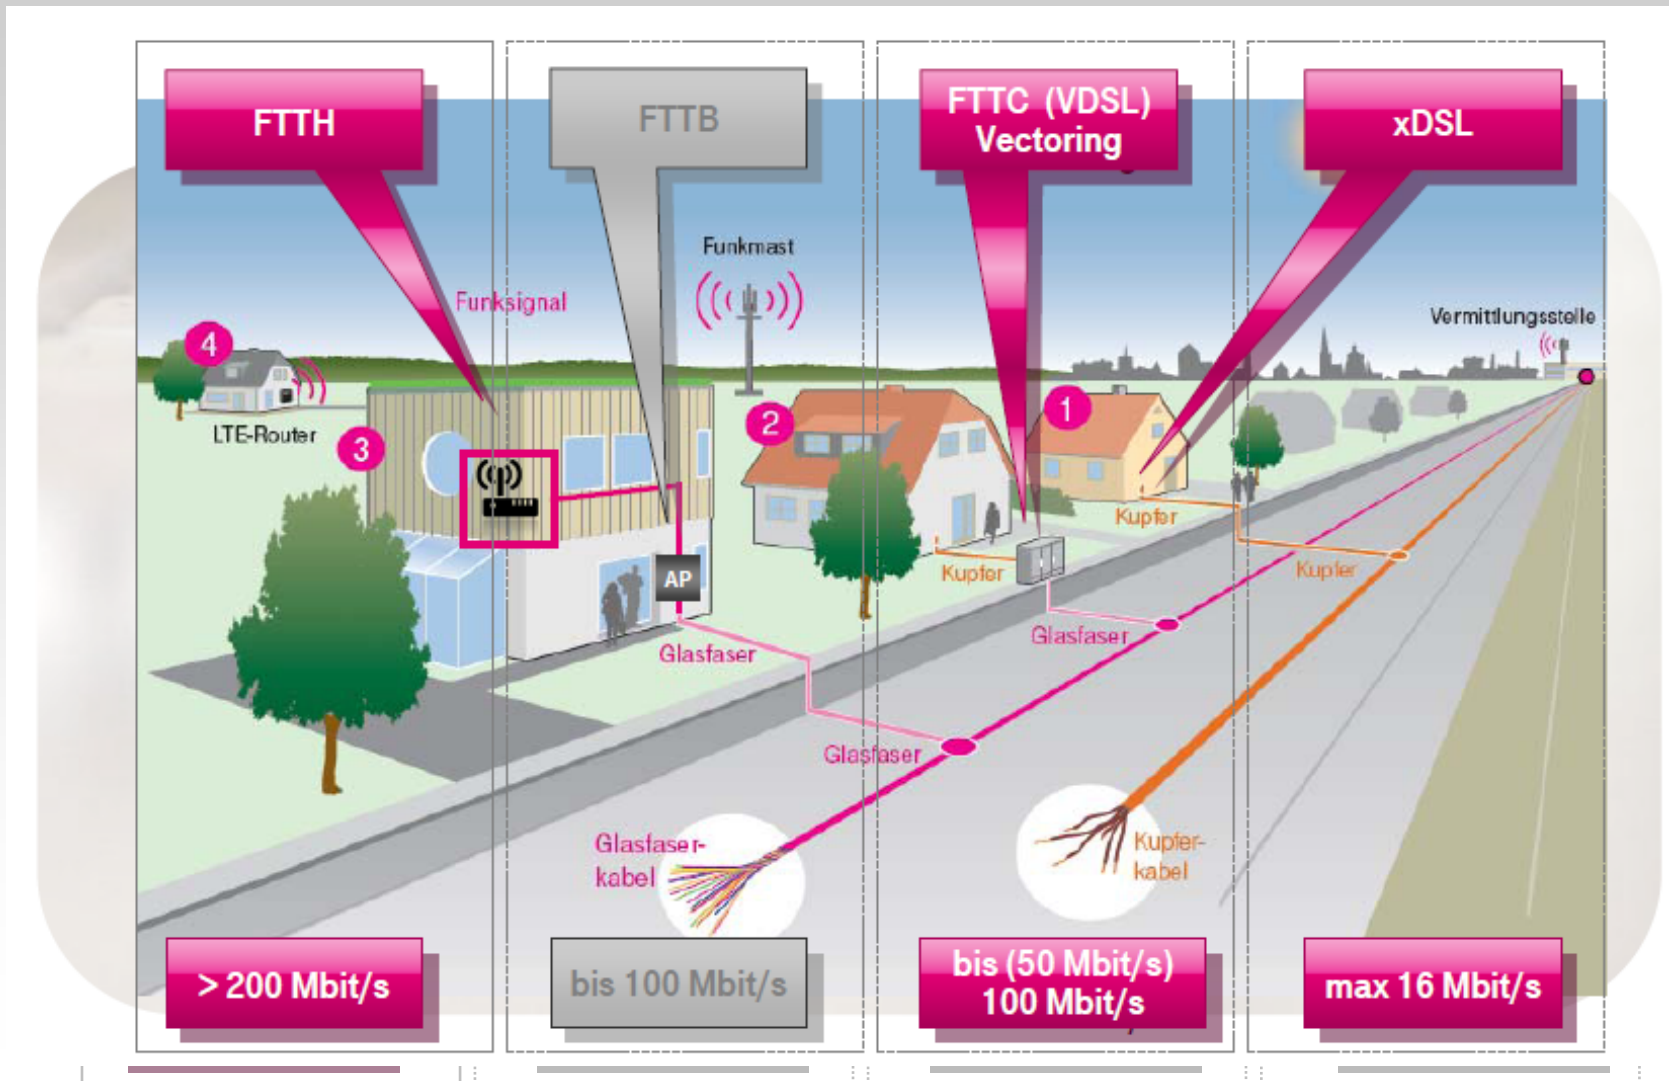 FTTH
FTTB
FTTC (VDSL)
Vectoring
xDSL
Funkmast
Funksignal
Vermittlungsstelle
4
LTE-Router
3
2
1
Kupfer
Kupfer
Kupfer
AP
Glasfaser
Glasfaser
Glasfaser
Glasfaser-
kabel
Kupfer-
kabel
> 200 Mbit/s
bis 100 Mbit/s
bis (50 Mbit/s)
100 Mbit/s
max 16 Mbit/s